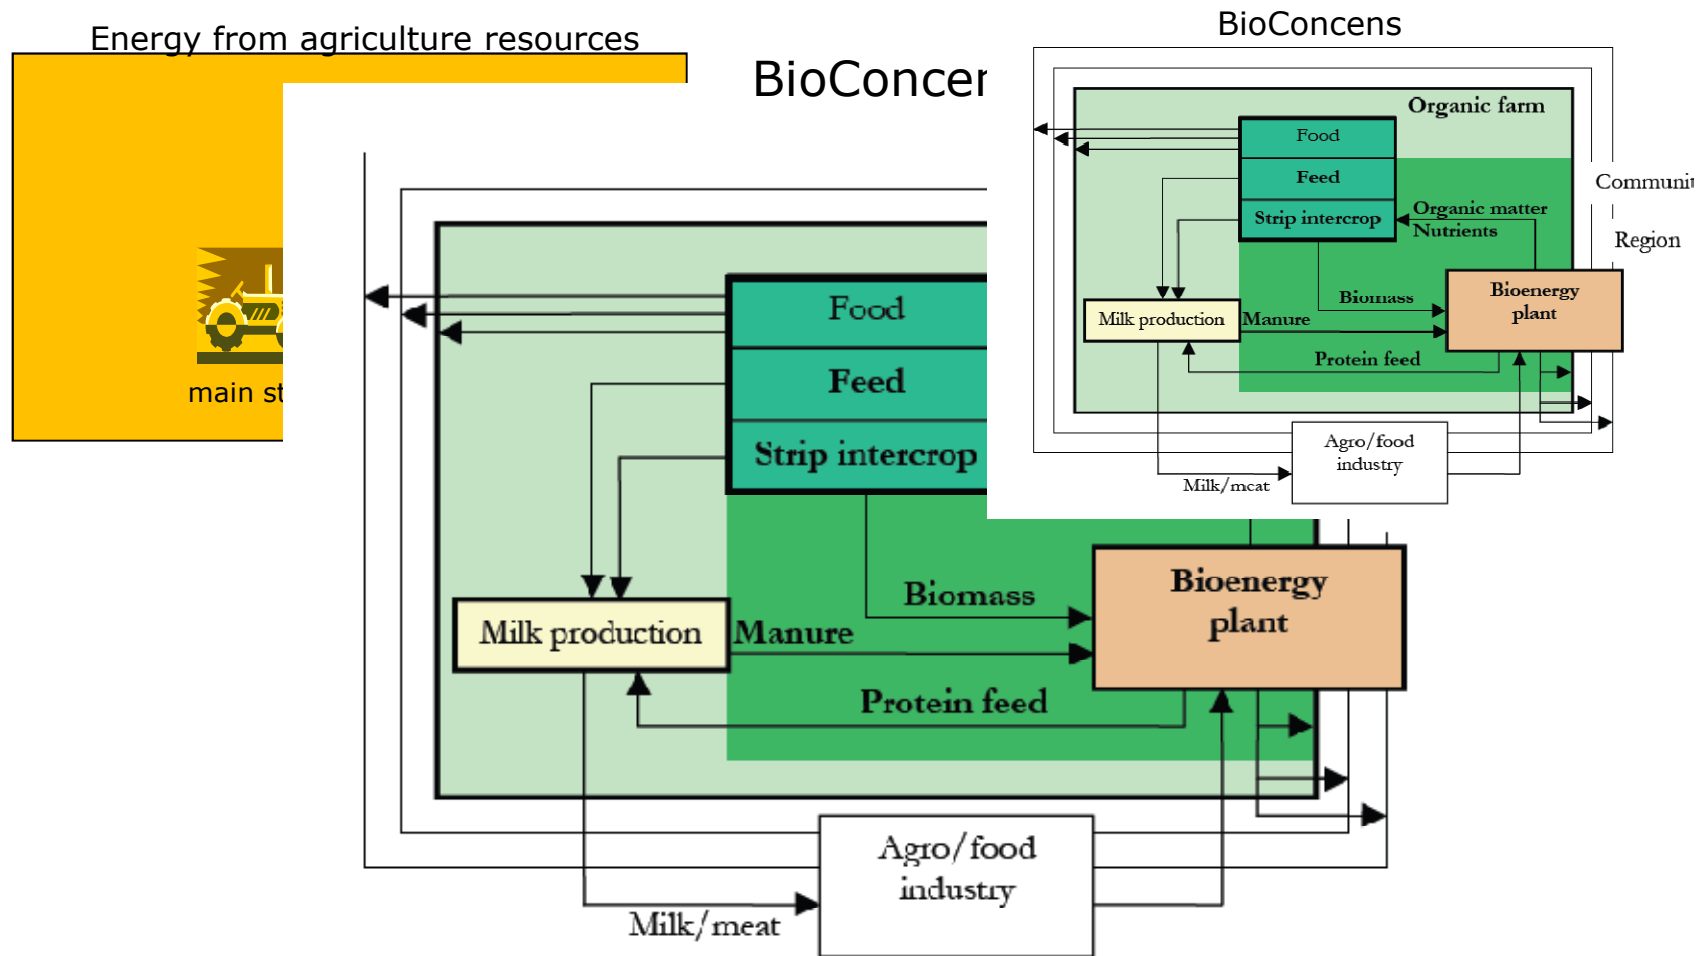 Energy from agriculture resources
main st
BioConcer
Food
Feed
Strip intercrop
Biomass
Milk production
Manure
Bioenergy
plant
Protein feed
Agro/food
industry
Milk/meat
BioConcens
Organic farm
Food
Feed
Strip intercrop
Organic matter
Nutrients
Communit
Region
Biomass
Bioenergy
plant
Milk production
Manure
Protein feed
Agro/food
industry
Milk/meat